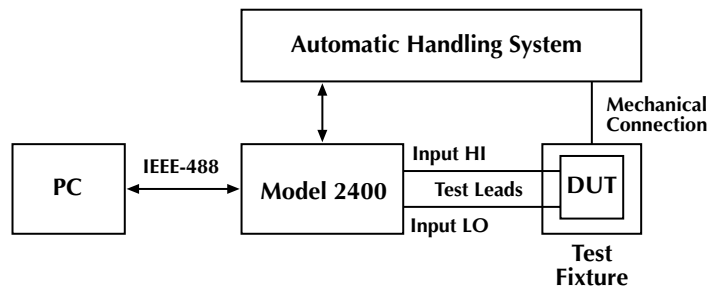 Automatic Handling System
Mechanical
Connection
PC
IEEE-488
Model 2400
Input HI
Test Leads
Input LO
DUT
Test
Fixture